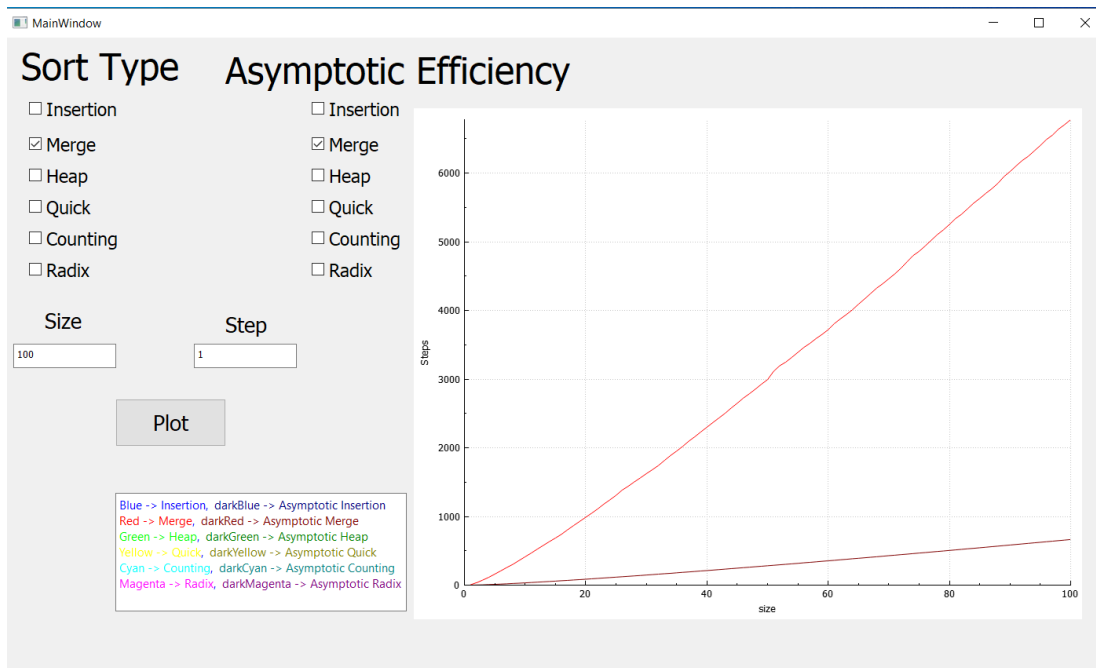 MainWindow
Sort Type
Asymptotic Efficiency
Insertion
Merge
Heap
Quick
Counting
Radix
Insertion
Merge
Heap
Quick
Counting
Radix
Size
Step
100
1
Plot
Blue -> Insertion, darkBlue -> Asymptotic Insertion
Red -> Merge, darkRed -> Asymptotic Merge
Green -> Heap, darkGreen -> Asymptotic Heap
Yellow -> Quick, darkYellow -> Asymptotic Quick
Cyan -> Counting, darkCyan -> Asymptotic Counting
Magenta -> Radix, darkMagenta -> Asymptotic Radix
Steps
6000
5000
4000
3000
2000
1000
0
0 20 40 60 80 100
size